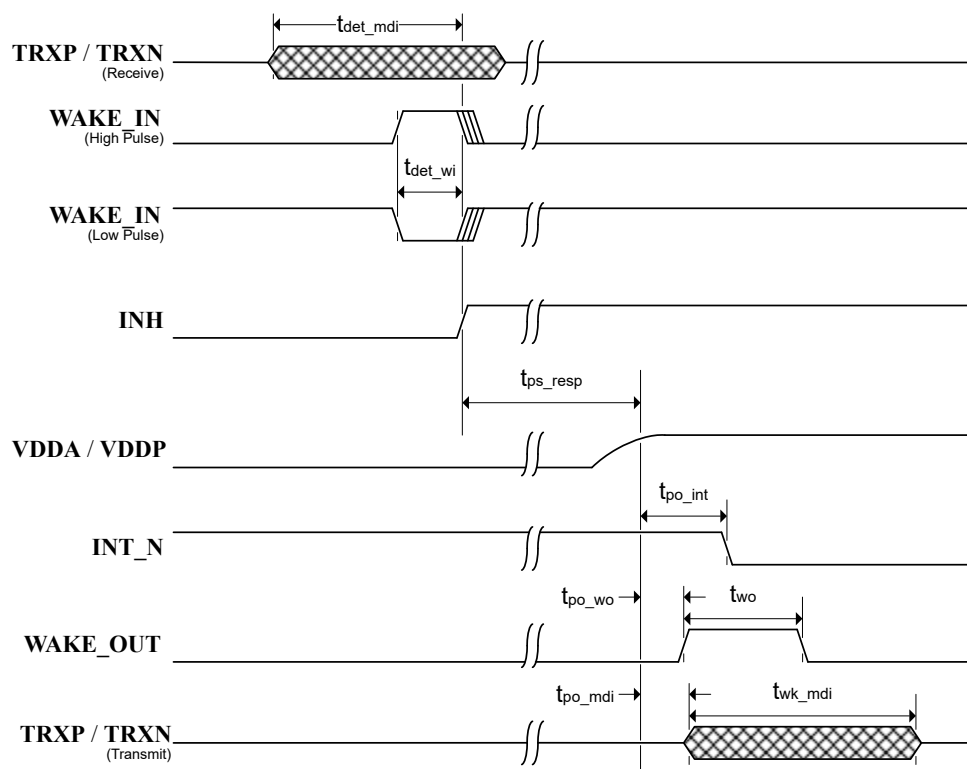 tdet_mdi
TRXP / TRXN
(Receive)
WAKE_IN
(High Pulse)
tdet_wi
WAKE_IN
(Low Pulse)
INH
tps_resp
VDDA / VDDP
tpo_int
INT_N
tpo_wo
two
WAKE_OUT
tpo_mdi
twk_mdi
TRXP / TRXN
(Transmit)